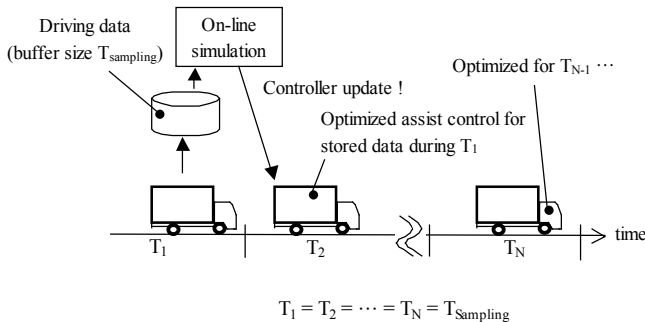 Driving data
(buffer size T_sampling)
On-line
simulation
Controller update !
Optimized assist control for
stored data during T_1
Optimized for T_N-1 ⋯
T_1
T_2
T_N
time
T_1 = T_2 = ⋯ = T_N = T_Sampling